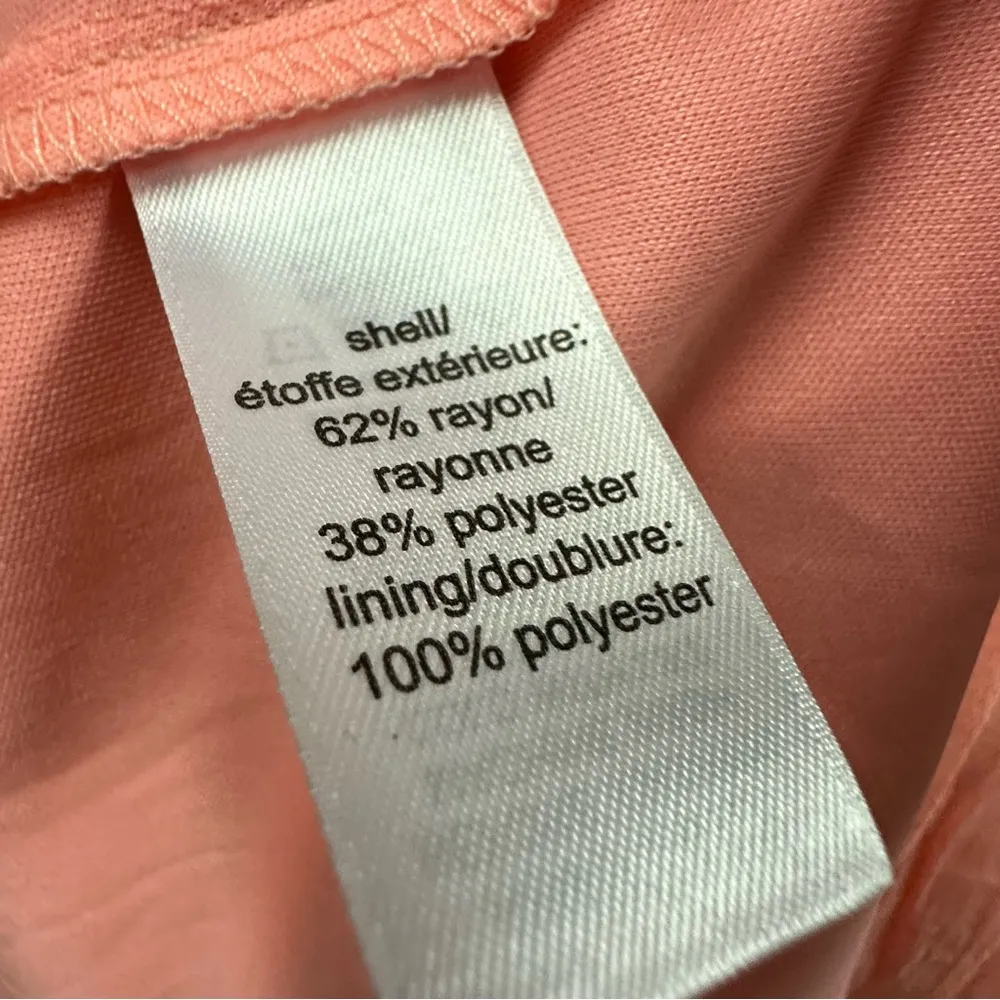 shell/
étoffe extérieure:
62% rayon/
rayonne
38% polyester
lining/doublure:
100% polyester